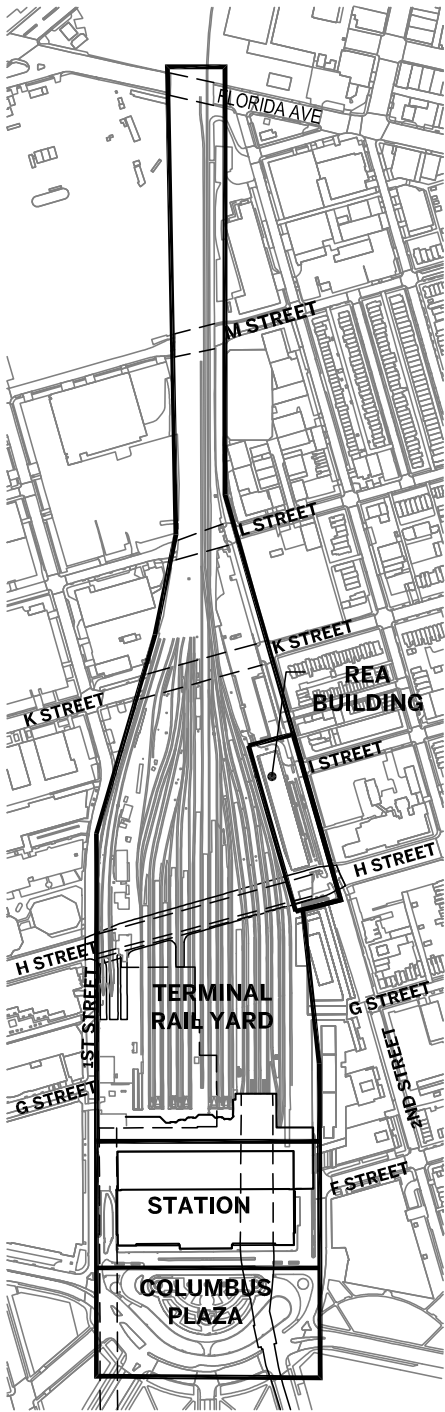 FLORIDA AVE
M STREET
L STREET
K STREET
K STREET
REA
BUILDING
I STREET
H STREET
H STREET
TERMINAL
RAIL YARD
1ST STREET
G STREET
2ND STREET
G STREET
F STREET
STATION
COLUMBUS
PLAZA